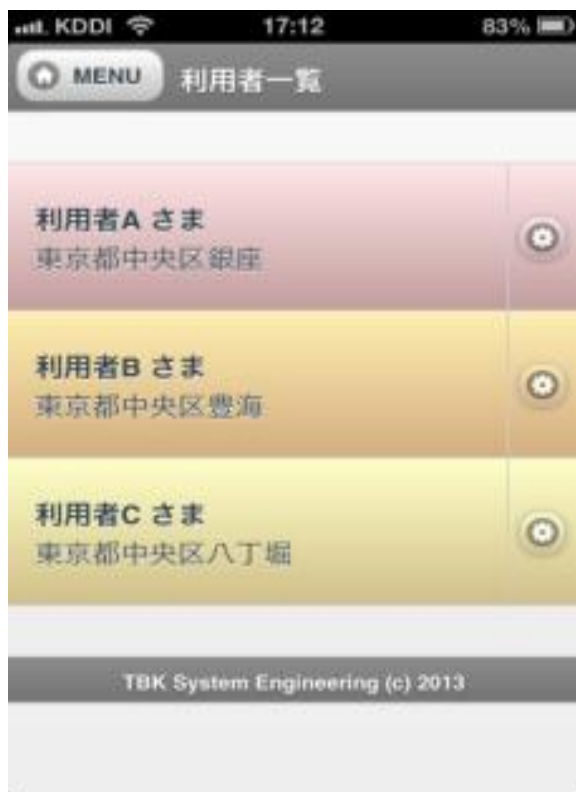 KDDI 17:12 83%
MENU 利用者一覧
利用者A さま
東京都中央区銀座
利用者B さま
東京都中央区豊海
利用者C さま
東京都中央区八丁堀
TBK System Engineering (c) 2013